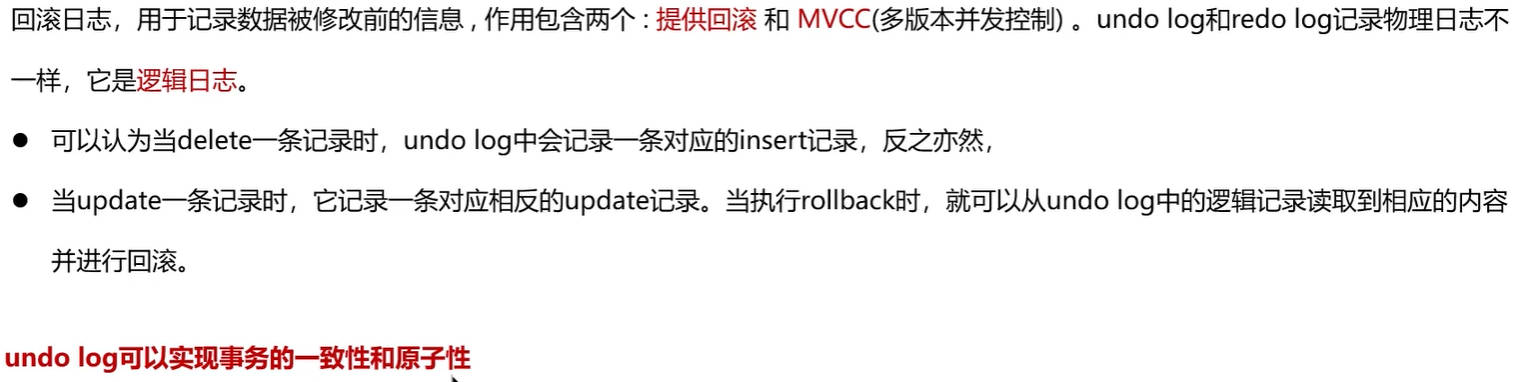 回滚日志，用于记录数据被修改前的信息 , 作用包含两个 : 提供回滚 和 MVCC(多版本并发控制) 。undo log和redo log记录物理日志不
一样，它是逻辑日志。
● 可以认为当delete一条记录时，undo log中会记录一条对应的insert记录，反之亦然，
● 当update一条记录时，它记录一条对应相反的update记录。当执行rollback时，就可以从undo log中的逻辑记录读取到相应的内容
并进行回滚。
undo log可以实现事务的一致性和原子性